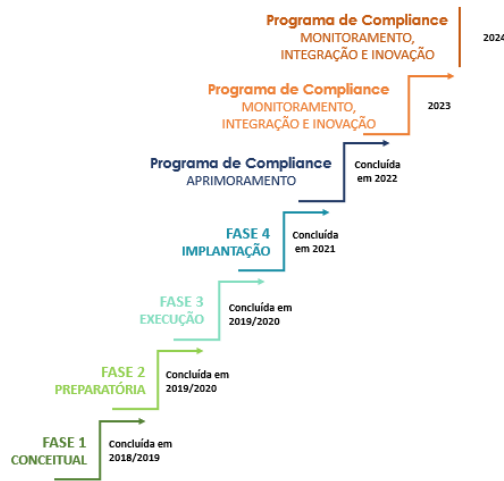 Programa de Compliance
MONITORAMENTO,
INTEGRAÇÃO E INOVAÇÃO
2024
Programa de Compliance
MONITORAMENTO,
INTEGRAÇÃO E INOVAÇÃO
2023
Programa de Compliance
APRIMORAMENTO
Concluída
em 2022
FASE 4
IMPLANTAÇÃO
Concluída
em 2021
FASE 3
EXECUÇÃO
Concluída em
2019/2020
FASE 2
PREPARATÓRIA
Concluída em
2019/2020
FASE 1
CONCEITUAL
Concluída em
2018/2019